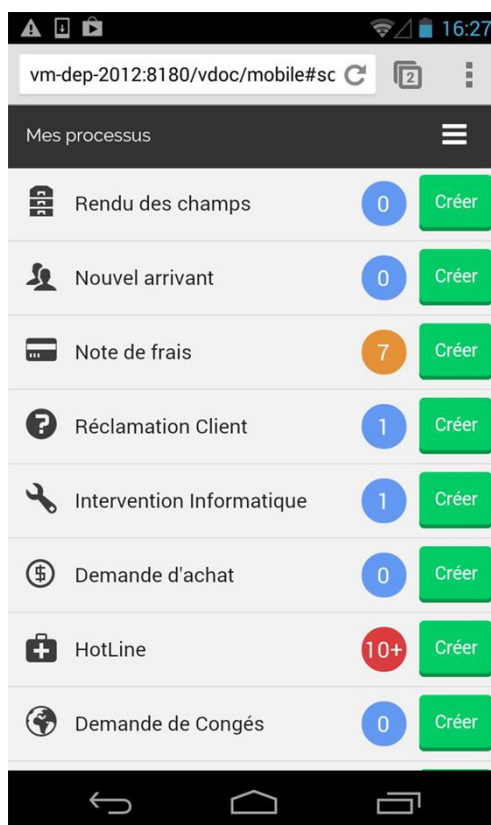 16:27
vm-dep-2012:8180/vdoc/mobile#sc 2
Mes processus
Rendu des champs 0 Créer
Nouvel arrivant 0 Créer
Note de frais 7 Créer
Réclamation Client 1 Créer
Intervention Informatique 1 Créer
Demande d'achat 0 Créer
HotLine 10+ Créer
Demande de Congés 0 Créer